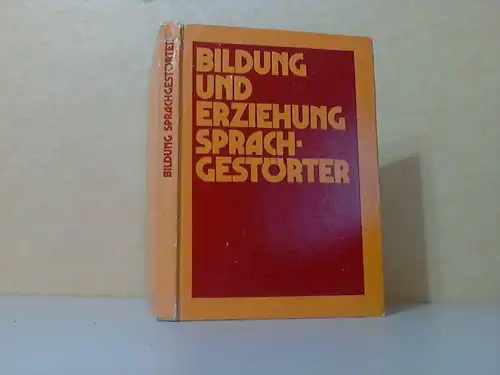 BILDUNG SPRACHGESTÖRTER
BILDUNG
UND
ERZIEHUNG
SPRACH-
GESTÖRTER